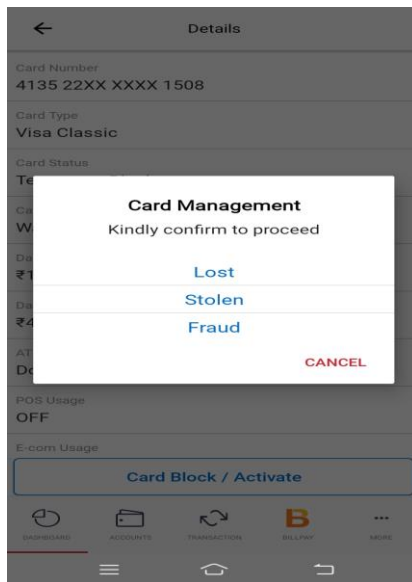 Details
Card Number
4135 22XX XXXX 1508
Card Type
Visa Classic
Card Status
Card Management
Kindly confirm to proceed
Lost
Stolen
Fraud
CANCEL
POS Usage
OFF
E-com Usage
Card Block / Activate
DASHBOARD ACCOUNTS TRANSACTION BILLPAY MORE